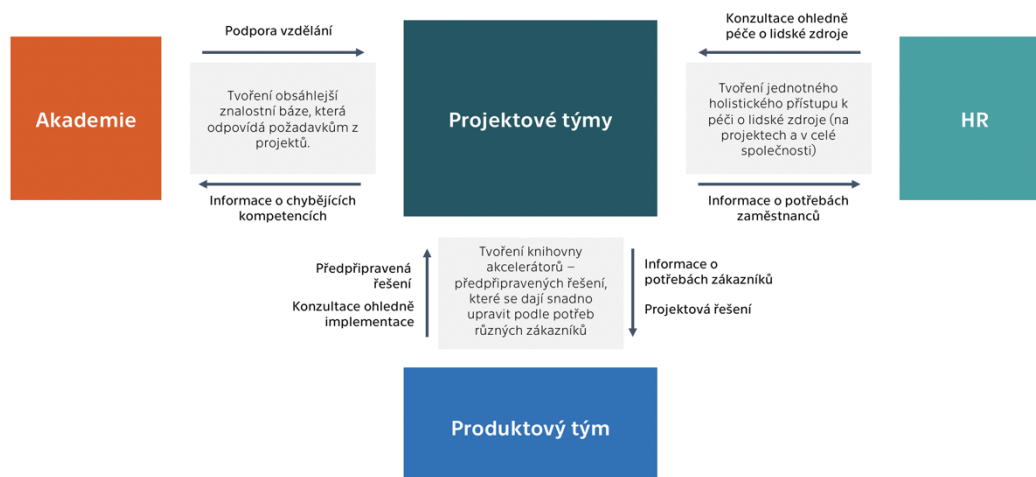 Podpora vzdělání
Konzultace ohledně
péče o lidské zdroje
Akademie
Tvoření obsáhlejší
znalostní báze, která
odpovídá požadavkům z
projektů.
Projektové týmy
Tvoření jednotného
holistického přístupu k
péči o lidské zdroje (na
projektech a v celé
společnosti)
HR
Informace o chybějících
kompetencích
Informace o potřebách
zaměstnanců
Předpřipravená
řešení
Konzultace ohledně
implementace
Tvoření knihovny
akcelerátorů –
předpřipravených řešení,
které se dají snadno
upravit podle potřeb
různých zákazníků
Informace o
potřebách zákazníků
Projektová řešení
Produktový tým